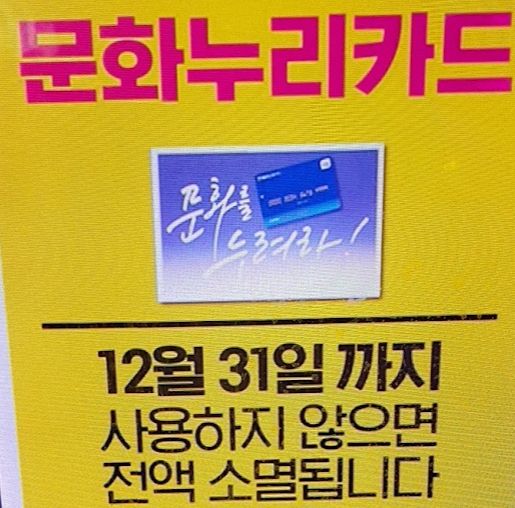 문화누리카드
문화를
누려라!
12월 31일 까지
사용하지 않으면
전액 소멸됩니다